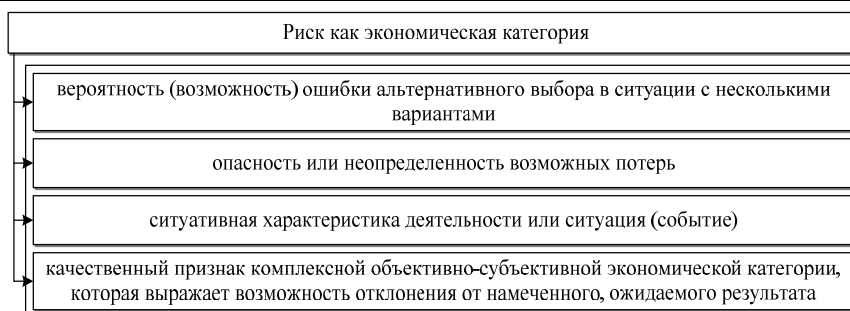 Риск как экономическая категория
вероятность (возможность) ошибки альтернативного выбора в ситуации с несколькими
вариантами
опасность или неопределенность возможных потерь
ситуативная характеристика деятельности или ситуация (событие)
качественный признак комплексной объективно-субъективной экономической категории,
которая выражает возможность отклонения от намеченного, ожидаемого результата